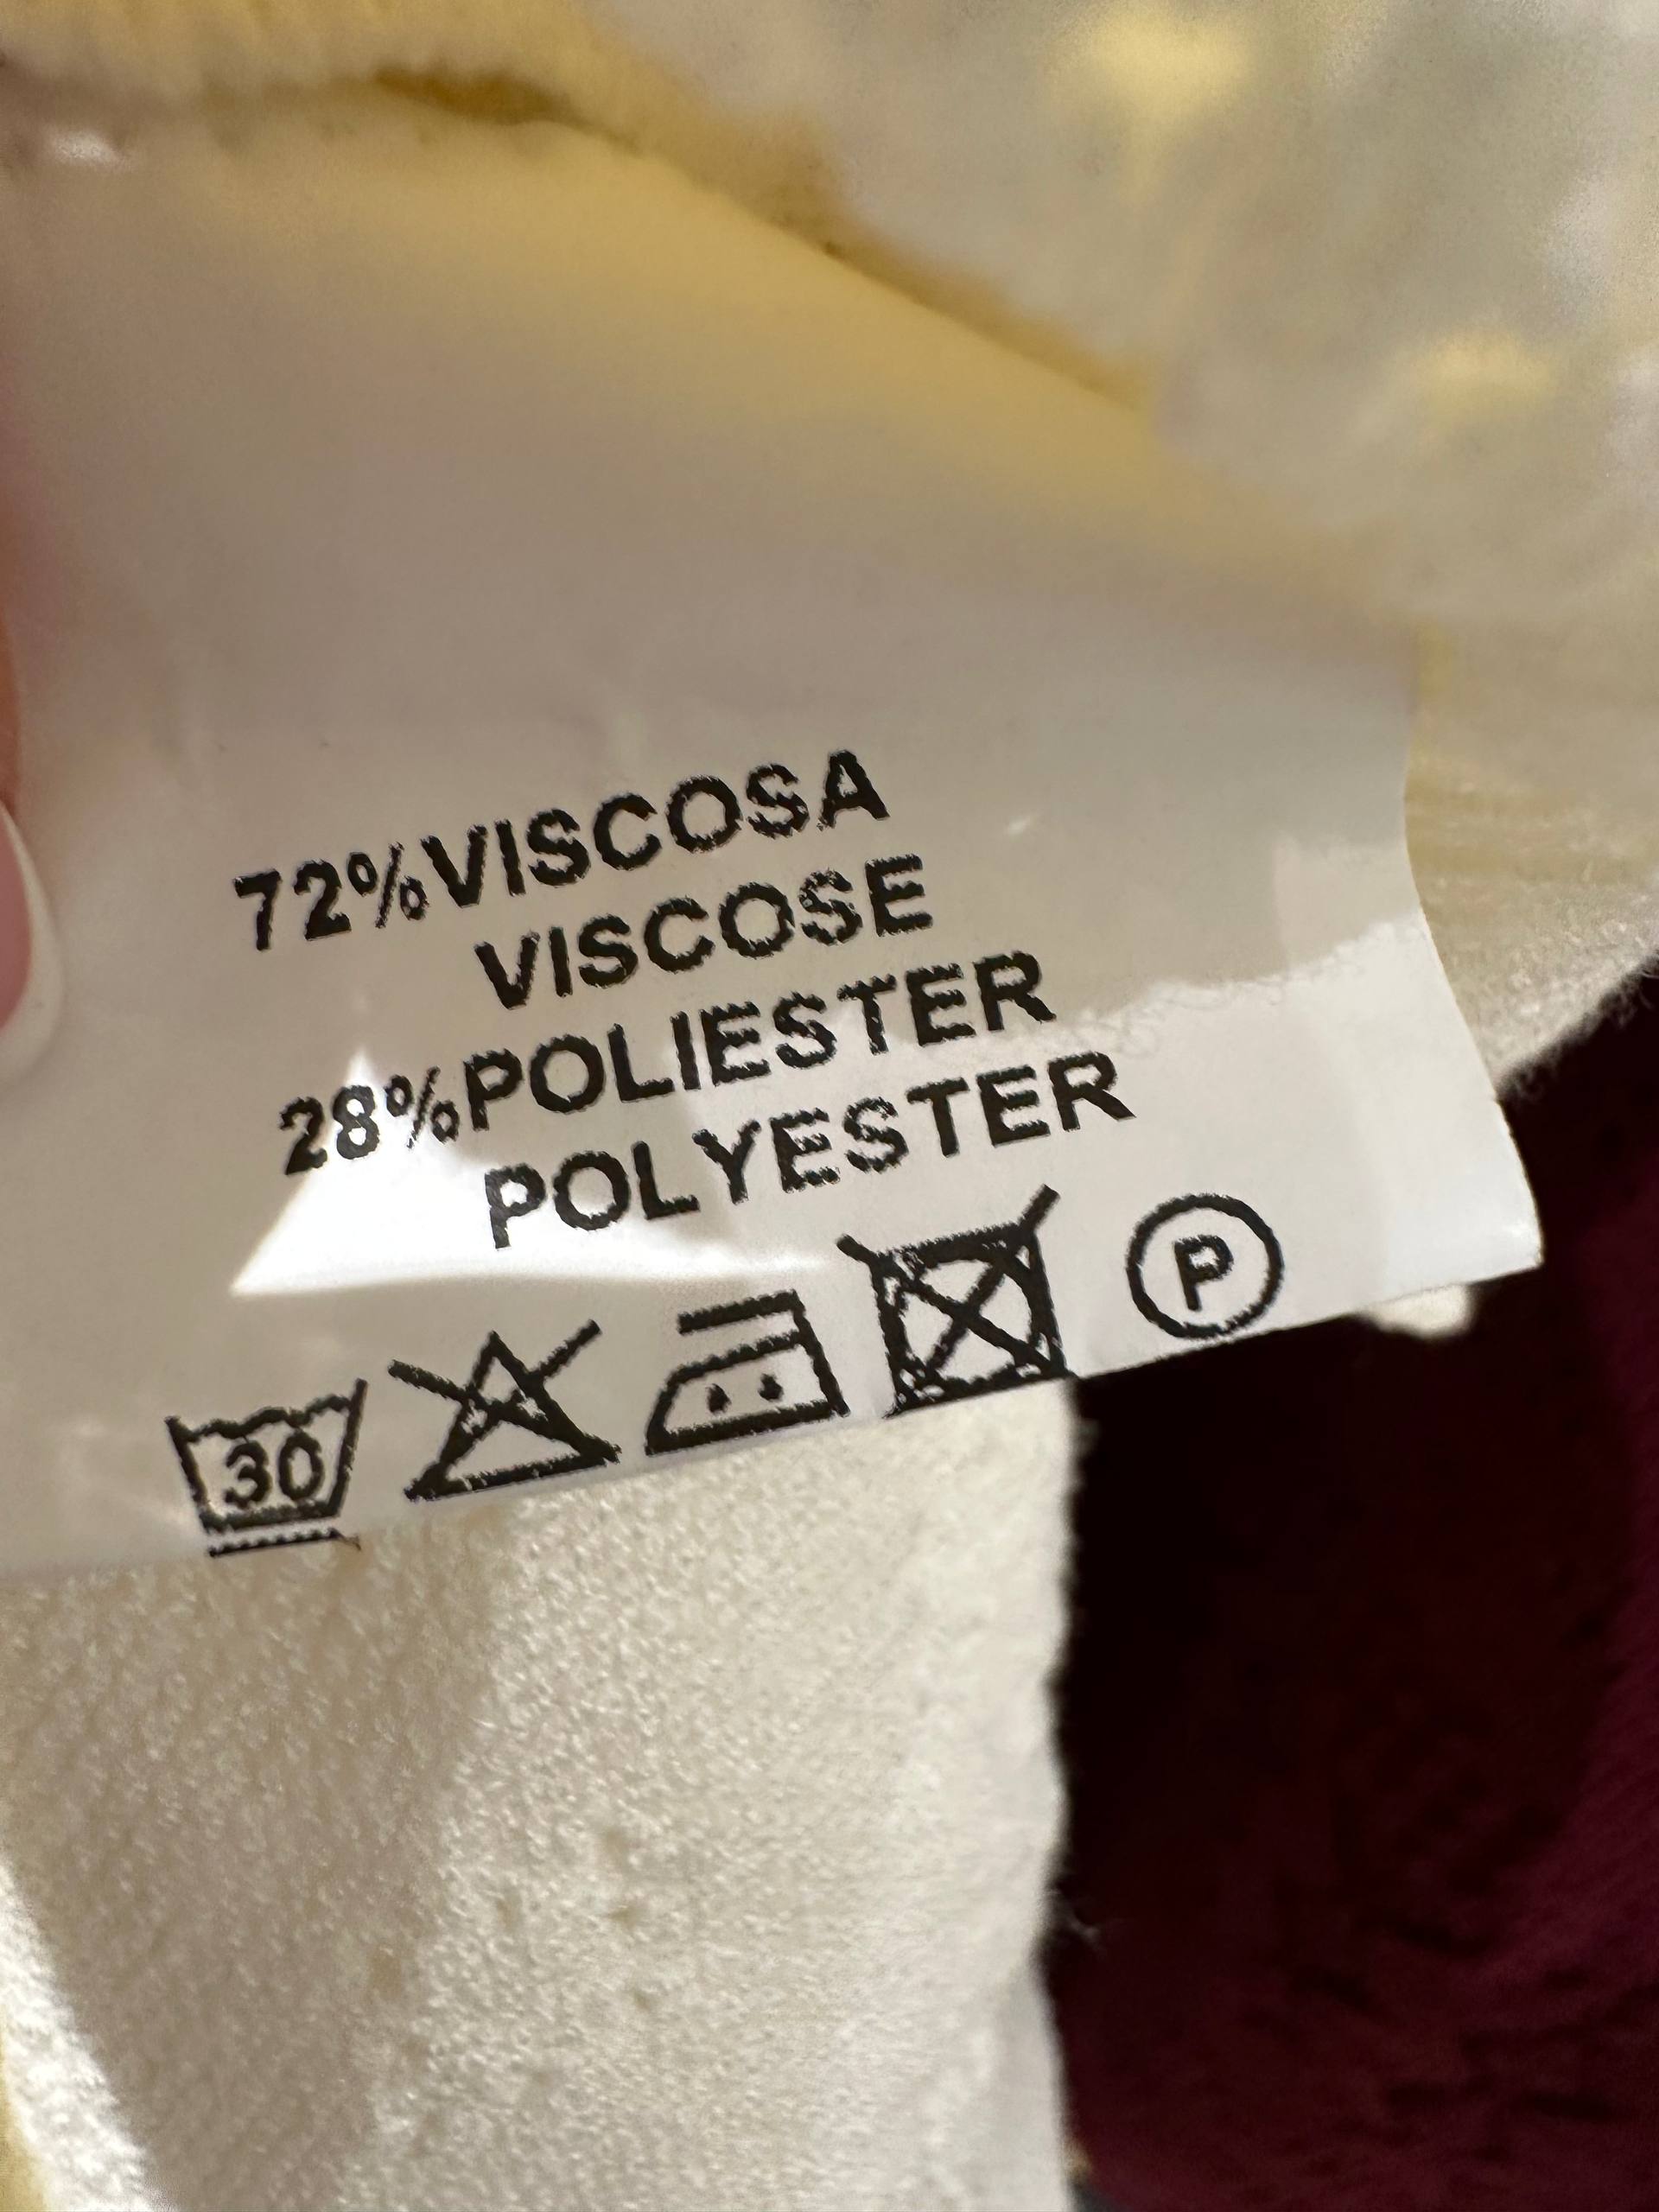 72%VISCOSA
VISCOSE
28%POLIESTER
POLYESTER
30 P